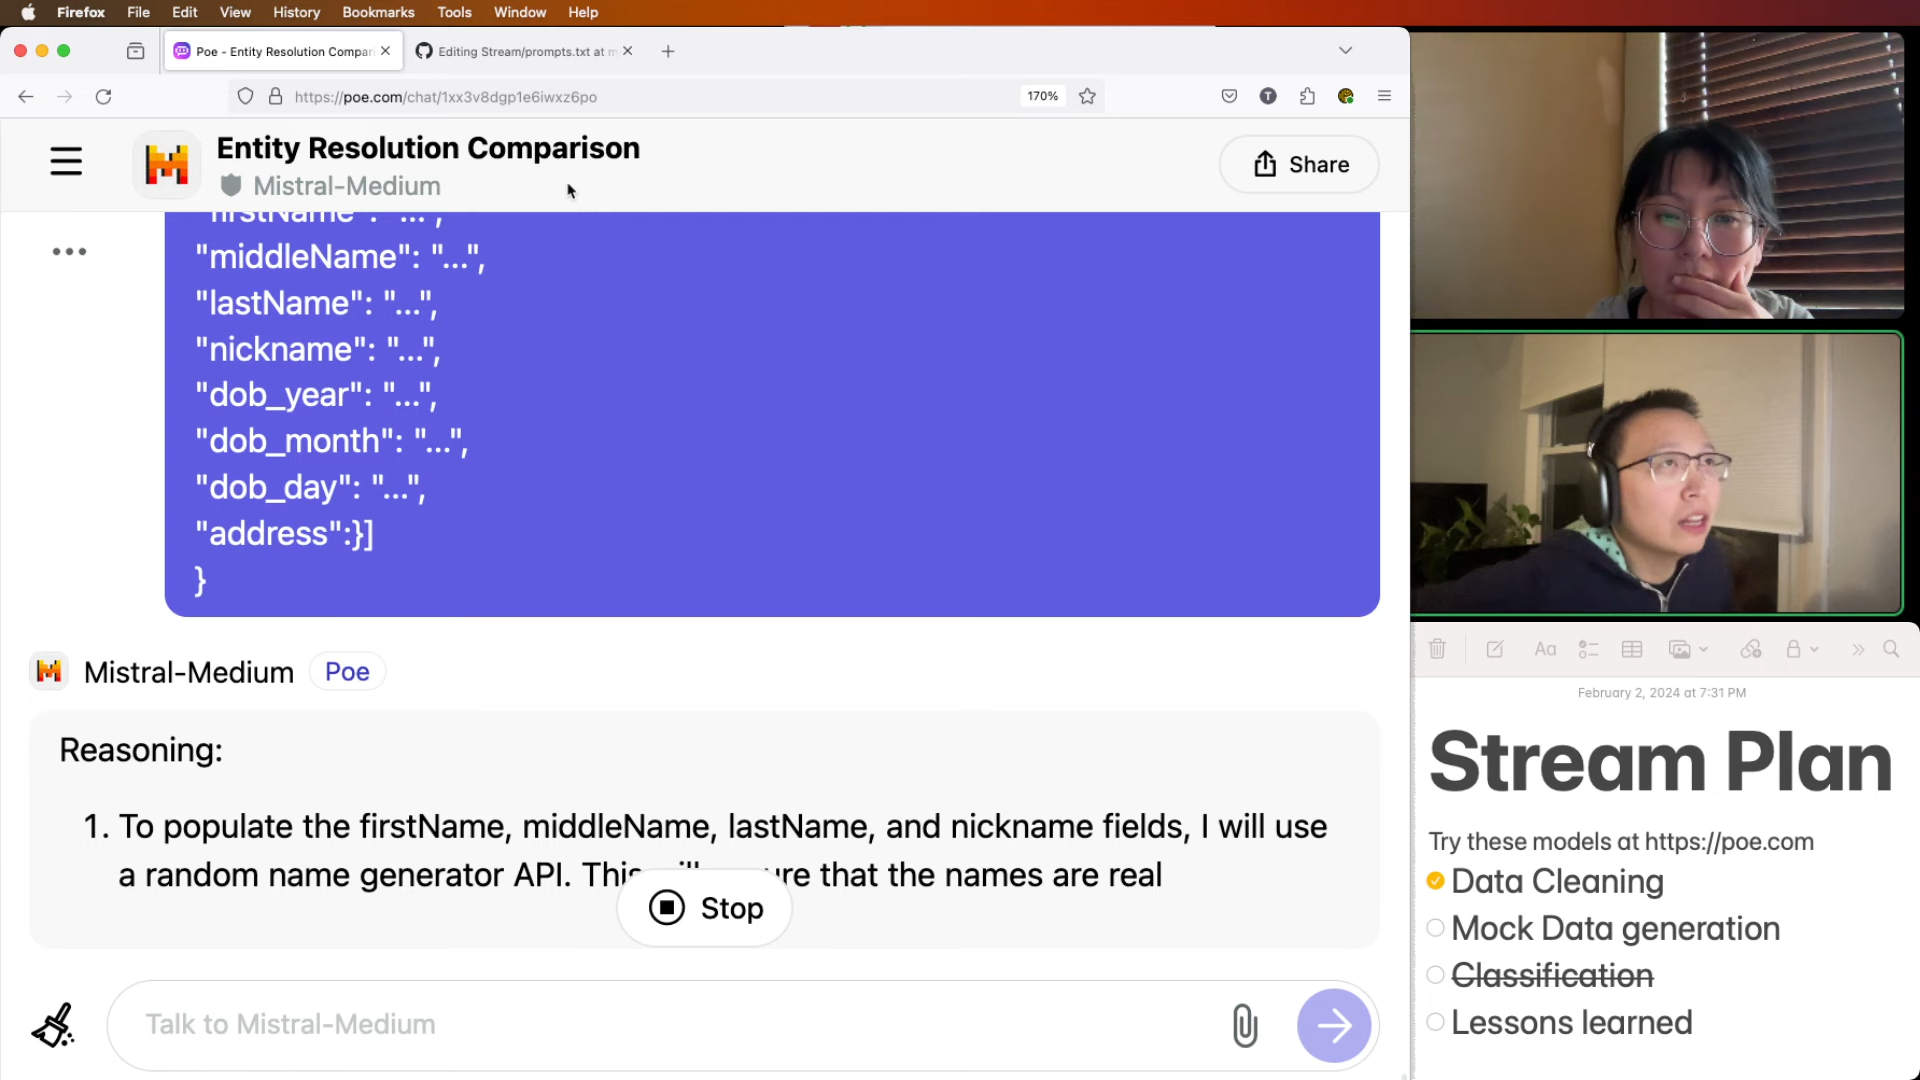 Firefox File Edit View History Bookmarks Tools Window Help
Poe - Entity Resolution Compar
Editing Stream/prompts.txt at m
https://poe.com/chat/1xx3v8dgp1e6iwxz6po
170%
T
Entity Resolution Comparison
Mistral-Medium
Share
"firstName": "...",
"middleName": "...",
"lastName": "...",
"nickname": "...",
"dob_year": "...",
"dob_month": "...",
"dob_day": "...",
"address":}]
}
Mistral-Medium Poe
Reasoning:
1. To populate the firstName, middleName, lastName, and nickname fields, I will use
a random name generator API. This that the names are real
Stop
Talk to Mistral-Medium
Aa
February 2, 2024 at 7:31 PM
Stream Plan
Try these models at https://poe.com
Data Cleaning
Mock Data generation
Classification
Lessons learned